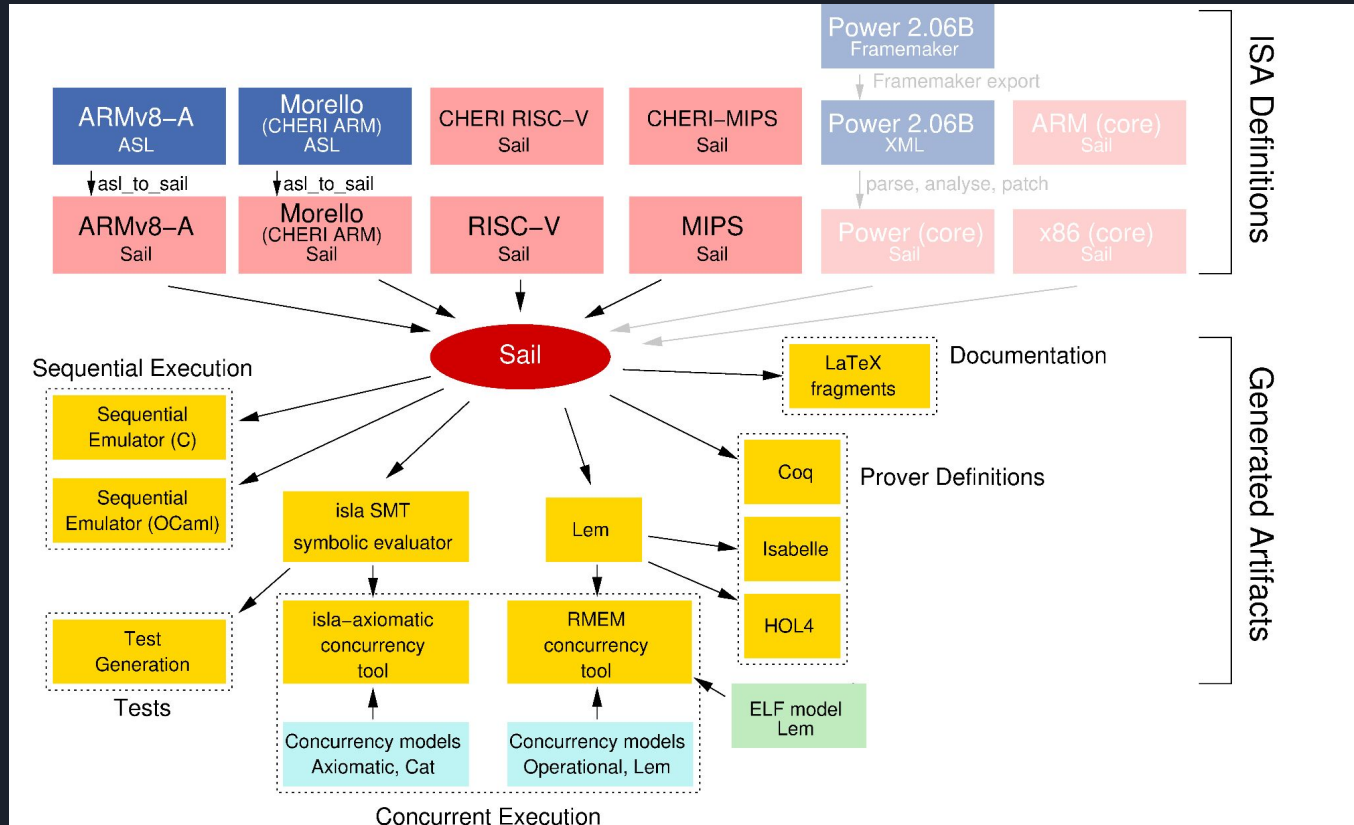 Power 2.06B
Framemaker
Framemaker export
ARMv8-A
ASL
Morello
(CHERI ARM)
ASL
CHERI RISC-V
Sail
CHERI-MIPS
Sail
Power 2.06B
XML
ARM (core)
Sail
asl_to_sail
asl_to_sail
parse, analyse, patch
ARMv8-A
Sail
Morello
(CHERI ARM)
Sail
RISC-V
Sail
MIPS
Sail
Power (core)
Sail
x86 (core)
Sail
ISA Definitions
Sail
Sequential Execution
Sequential
Emulator (C)
Sequential
Emulator (OCaml)
LaTeX
fragments
Documentation
isla SMT
symbolic evaluator
Lem
Coq
Isabelle
HOL4
Prover Definitions
Generated Artifacts
Test
Generation
Tests
isla-axiomatic
concurrency
tool
RMEM
concurrency
tool
ELF model
Lem
Concurrency models
Axiomatic, Cat
Concurrency models
Operational, Lem
Concurrent Execution